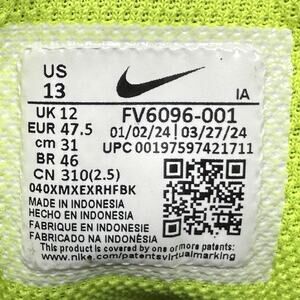 US
13
IA
UK 12
EUR 47.5
cm 31
BR 46
CN 310(2.5)
040XMXEXRHFBK
FV6096-001
01/02/24 03/27/24
UPC 00197597421711
MADE IN INDONESIA
HECHO EN INDONESIA
FABRIQUE EN INDONESIE
FABRICADO NA INDONÉSIA
This product is covered by one or more patents. See
www.nike.com/patentsvirtualmarking